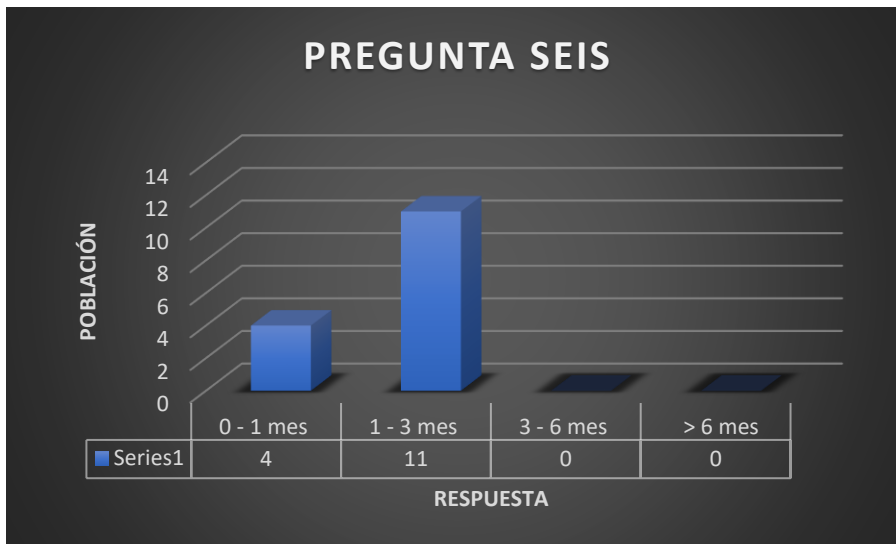 PREGUNTA SEIS
POBLACIÓN
14
12
10
8
6
4
2
0
0 - 1 mes 1 - 3 mes 3 - 6 mes > 6 mes
Series1 4 11 0 0
RESPUESTA